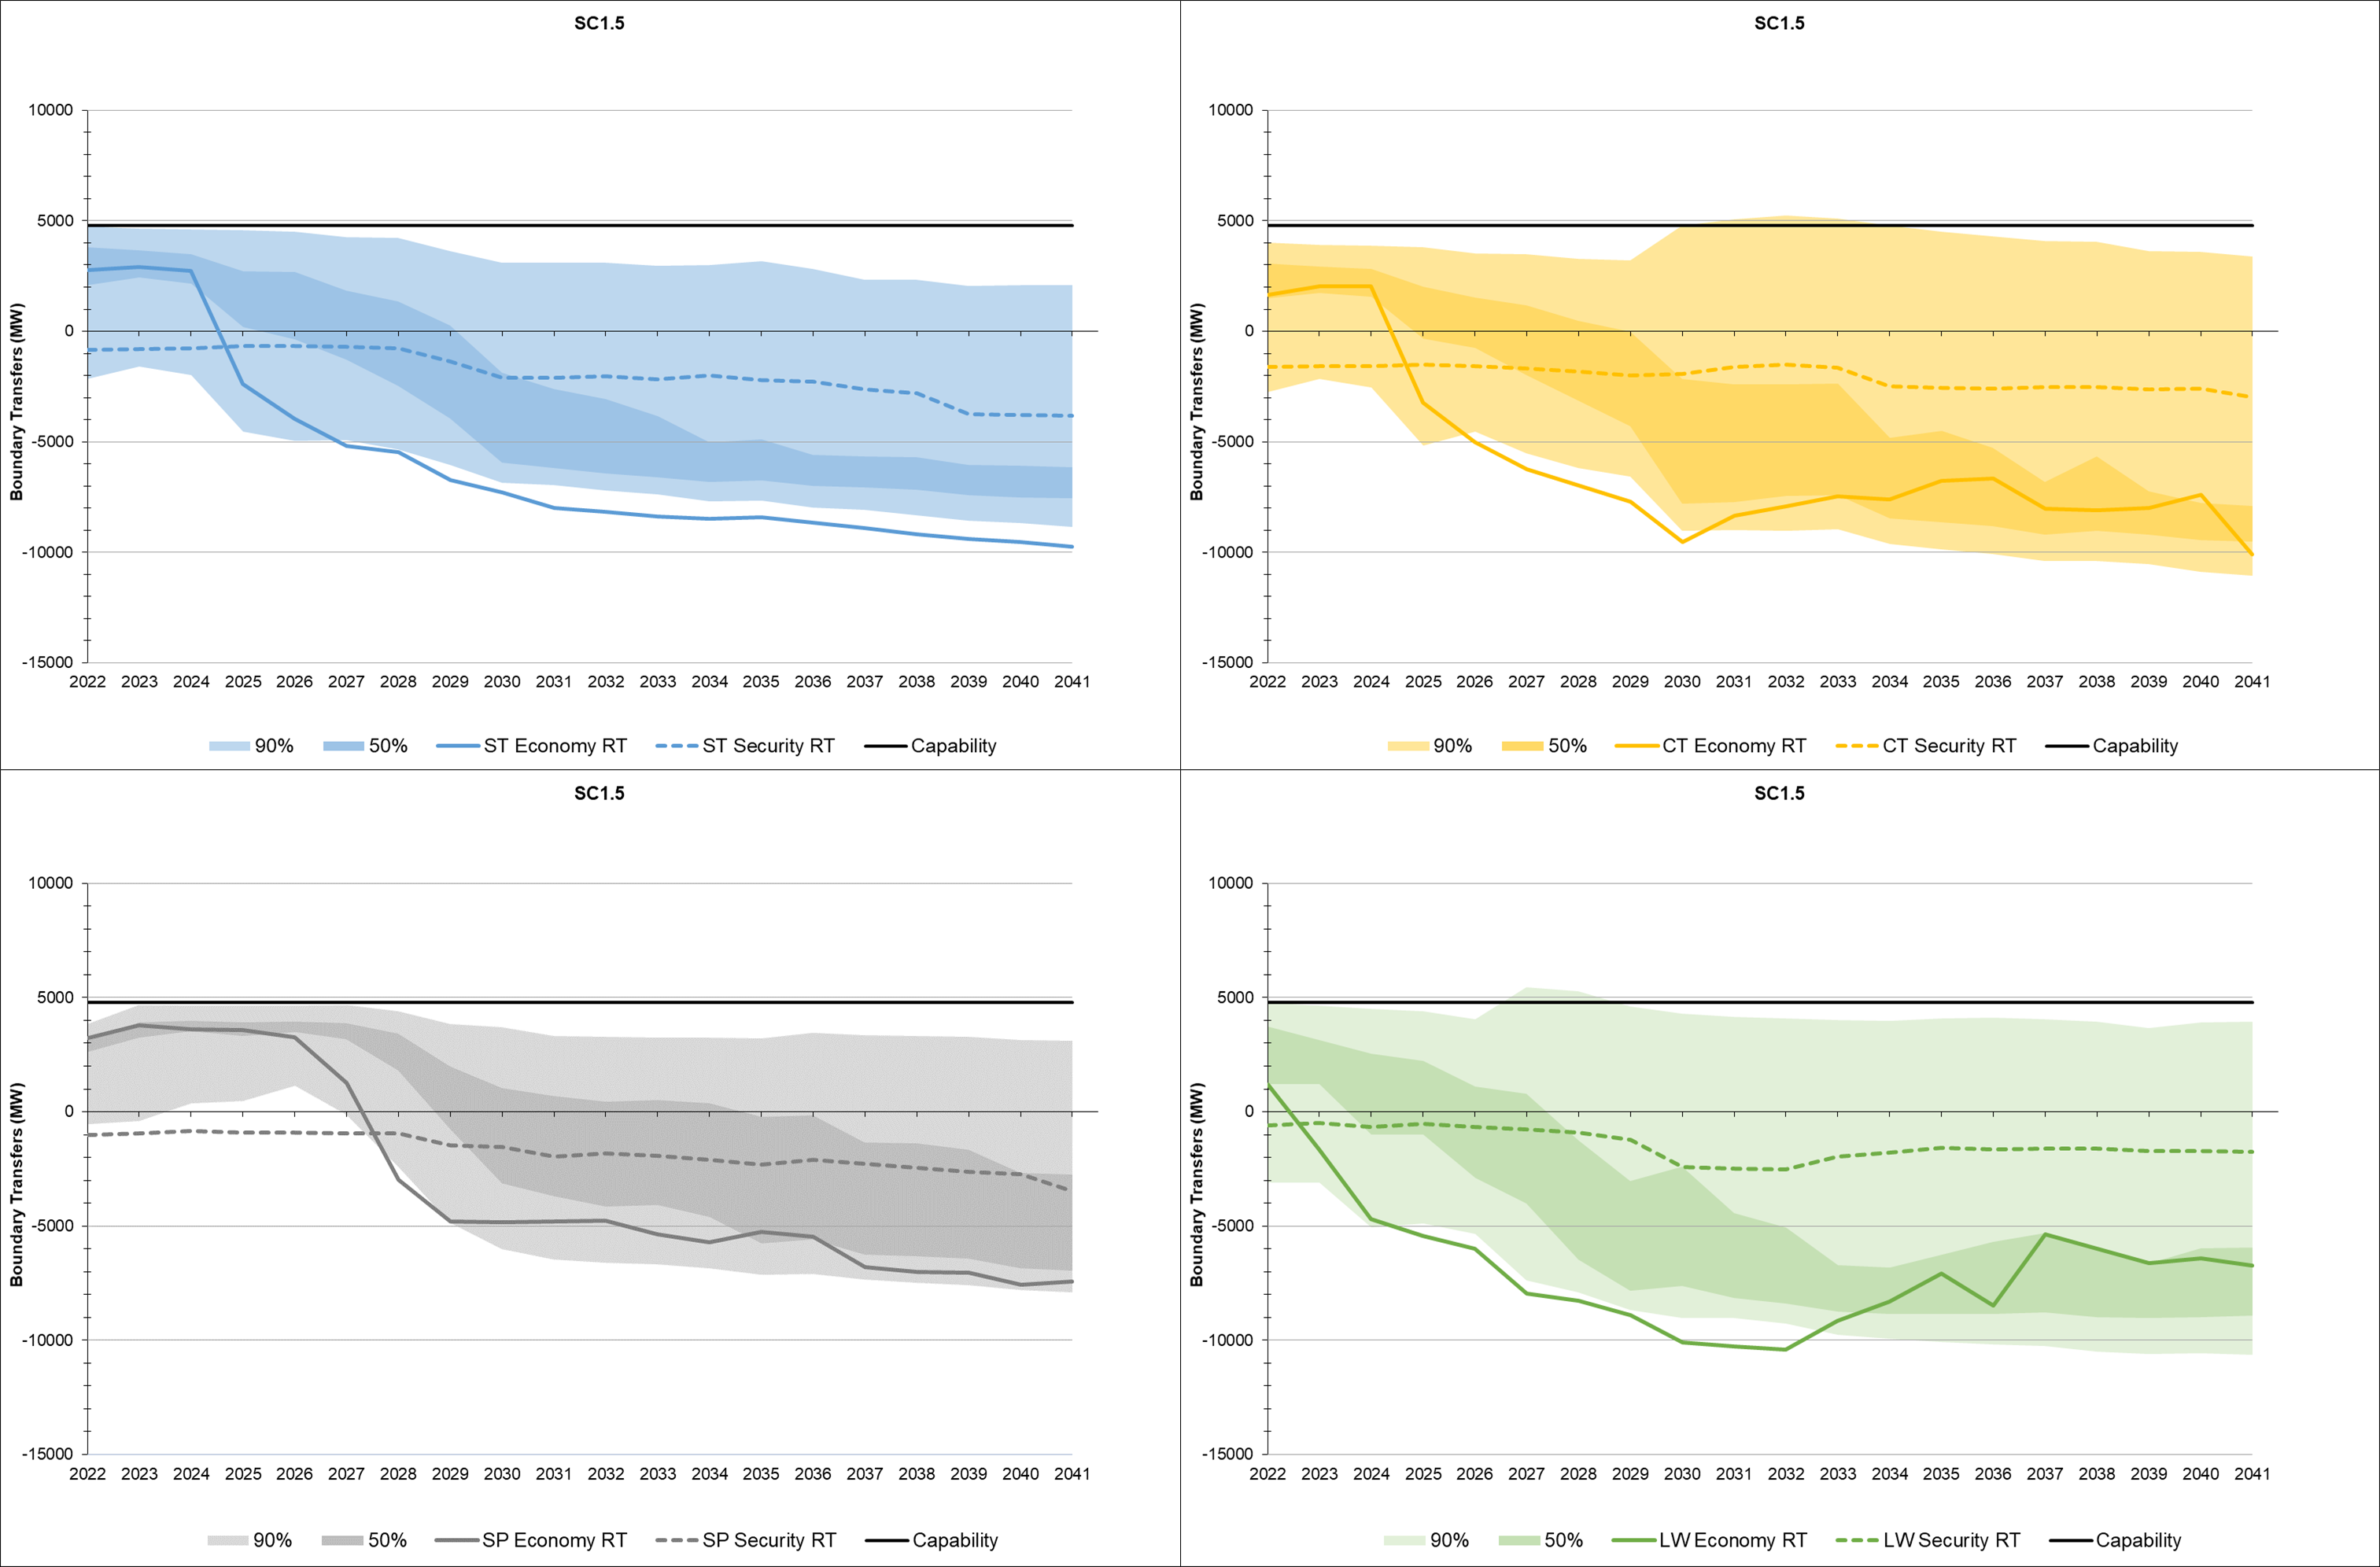 SC1.5
Boundary Transfers (MW)
10000
5000
0
-5000
-10000
-15000
2022 2023 2024 2025 2026 2027 2028 2029 2030 2031 2032 2033 2034 2035 2036 2037 2038 2039 2040 2041
90% 50% ST Economy RT ST Security RT Capability
SC1.5
Boundary Transfers (MW)
10000
5000
0
-5000
-10000
-15000
2022 2023 2024 2025 2026 2027 2028 2029 2030 2031 2032 2033 2034 2035 2036 2037 2038 2039 2040 2041
90% 50% CT Economy RT CT Security RT Capability
SC1.5
Boundary Transfers (MW)
10000
5000
0
-5000
-10000
-15000
2022 2023 2024 2025 2026 2027 2028 2029 2030 2031 2032 2033 2034 2035 2036 2037 2038 2039 2040 2041
90% 50% SP Economy RT SP Security RT Capability
SC1.5
Boundary Transfers (MW)
10000
5000
0
-5000
-10000
-15000
2022 2023 2024 2025 2026 2027 2028 2029 2030 2031 2032 2033 2034 2035 2036 2037 2038 2039 2040 2041
90% 50% LW Economy RT LW Security RT Capability